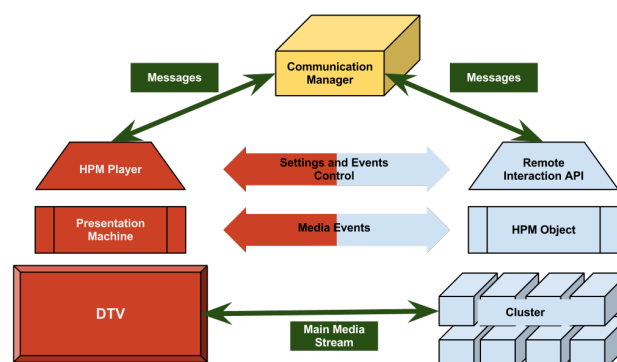 Communication
Manager
Messages
Messages
HPM Player
Settings and Events
Control
Remote
Interaction API
Presentation
Machine
Media Events
HPM Object
DTV
Cluster
Main Media
Stream